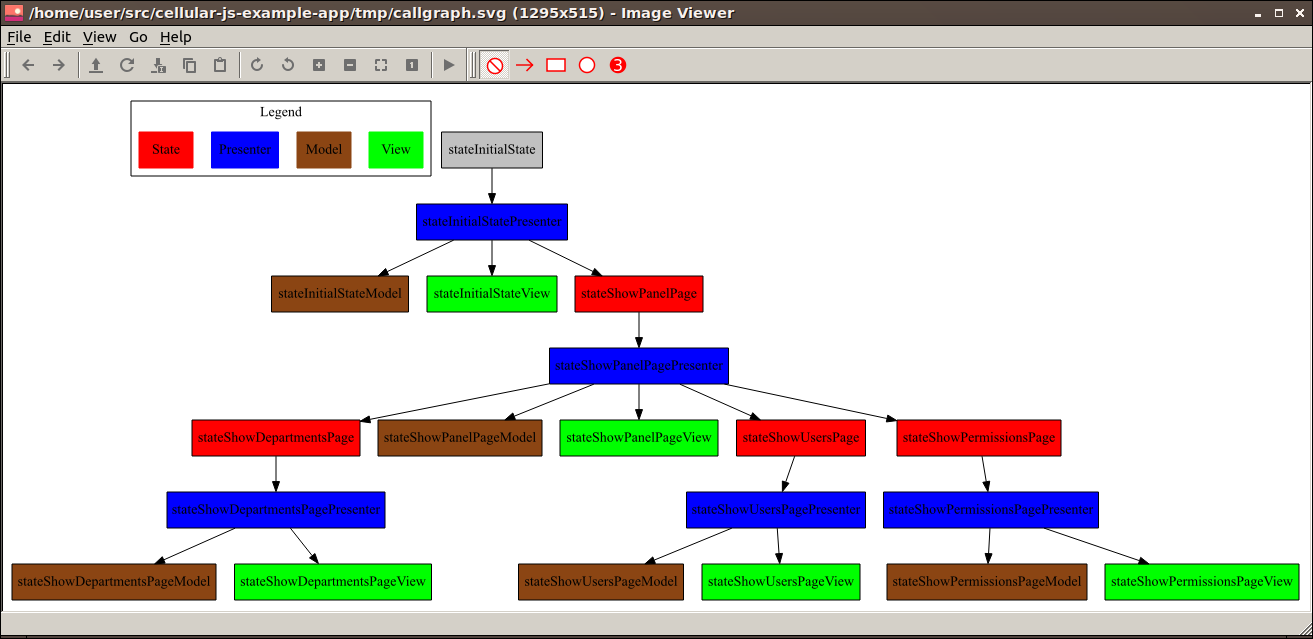 /home/user/src/cellular-js-example-app/tmp/callgraph.svg (1295x515) - Image Viewer
File Edit View Go Help
1 3
Legend
State Presenter Model View
stateInitialState
stateInitialStatePresenter
stateInitialStateModel stateInitialStateView stateShowPanelPage
stateShowPanelPagePresenter
stateShowDepartmentsPage stateShowPanelPageModel stateShowPanelPageView stateShowUsersPage stateShowPermissionsPage
stateShowDepartmentsPagePresenter stateShowUsersPagePresenter stateShowPermissionsPagePresenter
stateShowDepartmentsPageModel stateShowDepartmentsPageView stateShowUsersPageModel stateShowUsersPageView stateShowPermissionsPageModel stateShowPermissionsPageView